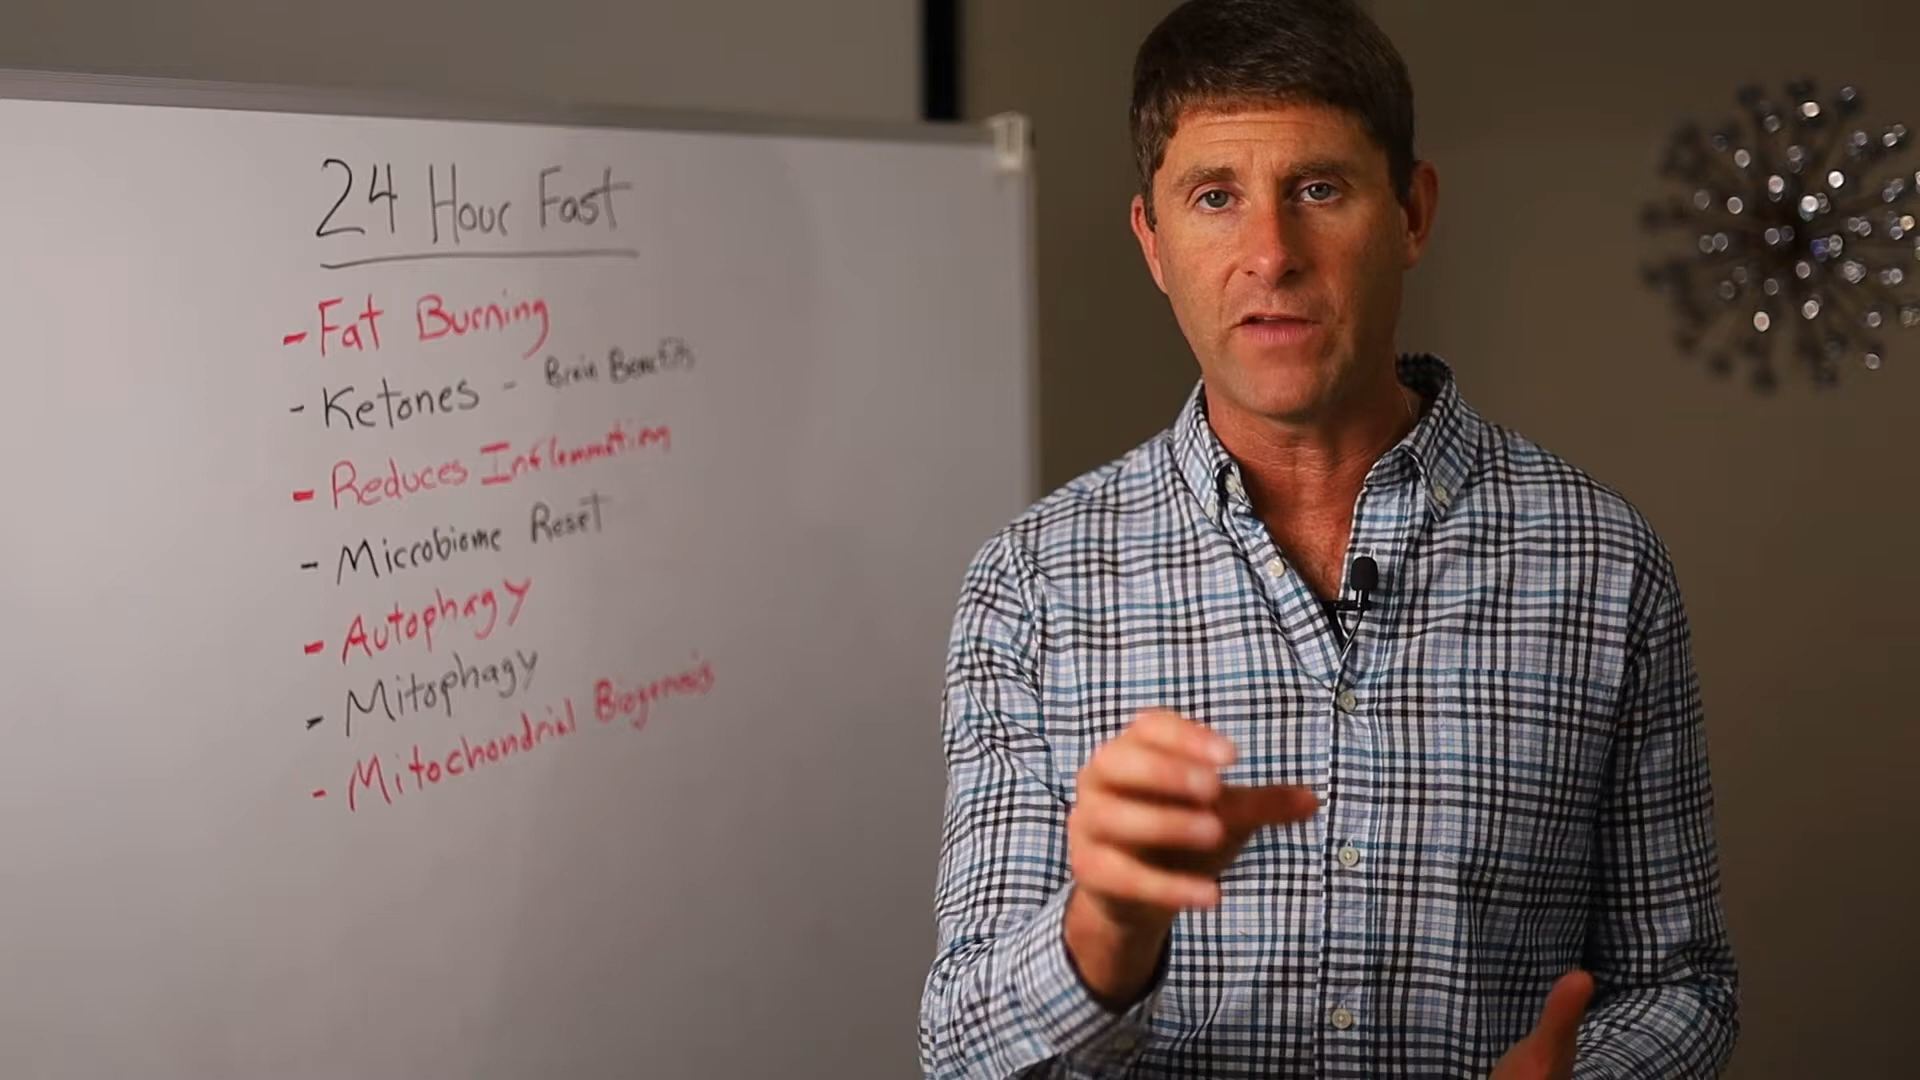 24 Hour Fast
- Fat Burning
- Ketones - Brain Benefits
- Reduces Inflammation
- Microbiome Reset
- Autophagy
- Mitophagy
- Mitochondrial Biogenesis